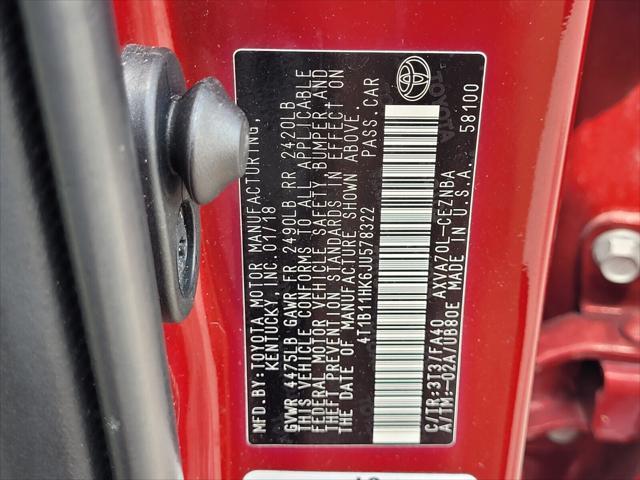 MFD.BY:TOYOTA MOTOR MANUFACTURING,
KENTUCKY, INC. 01/18
GVWR 4475LB GAWR FR 2490LB RR 2420LB
THIS VEHICLE CONFORMS TO ALL APPLICABLE
FEDERAL MOTOR VEHICLE SAFETY, BUMPER, AND
THEFT PREVENTION STANDARDS IN EFFECT ON
THE DATE OF MANUFACTURE SHOWN ABOVE.
4T1B11HK6JU578322 PASS.CAR
C/TR:3T3/FA40 AXVA70L-CEZNBA
A/TM:-02A/UB80E MADE IN U.S.A.
58100
TOYOTA